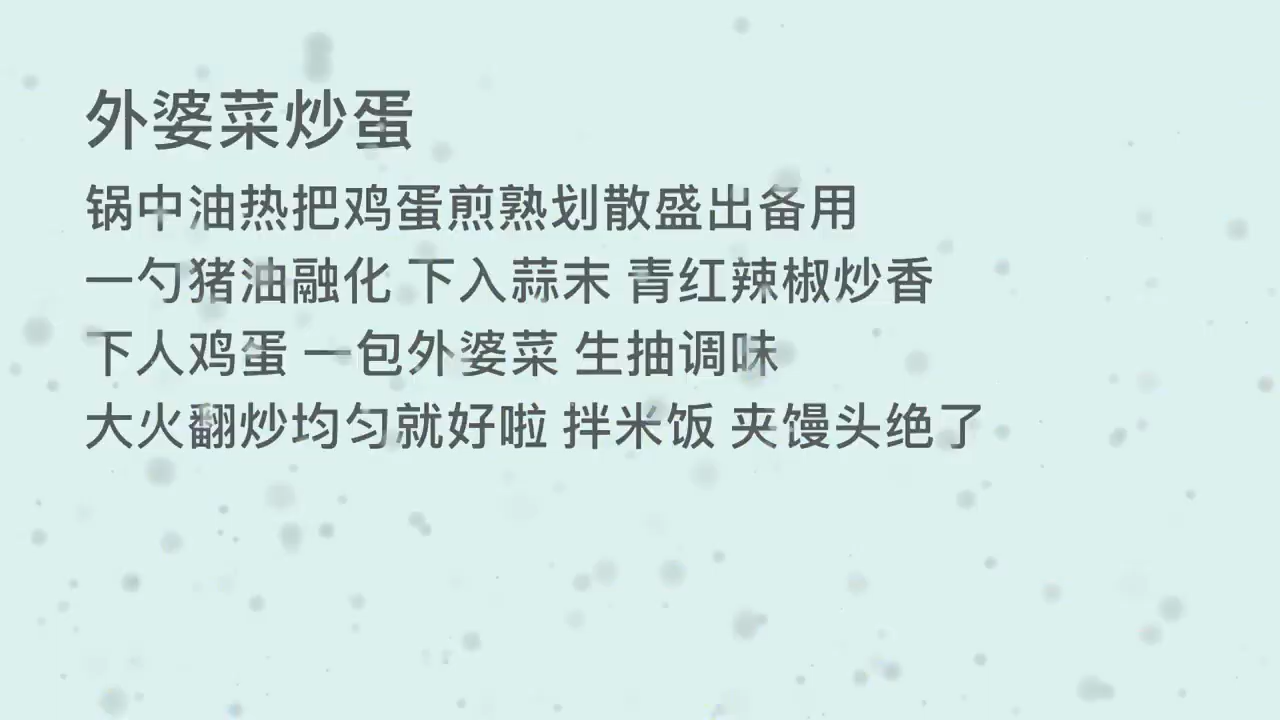 外婆菜炒蛋
锅中油热把鸡蛋煎熟划散盛出备用
一勺猪油融化 下入蒜末 青红辣椒炒香
下人鸡蛋 一包外婆菜 生抽调味
大火翻炒均匀就好啦 拌米饭 夹馒头绝了